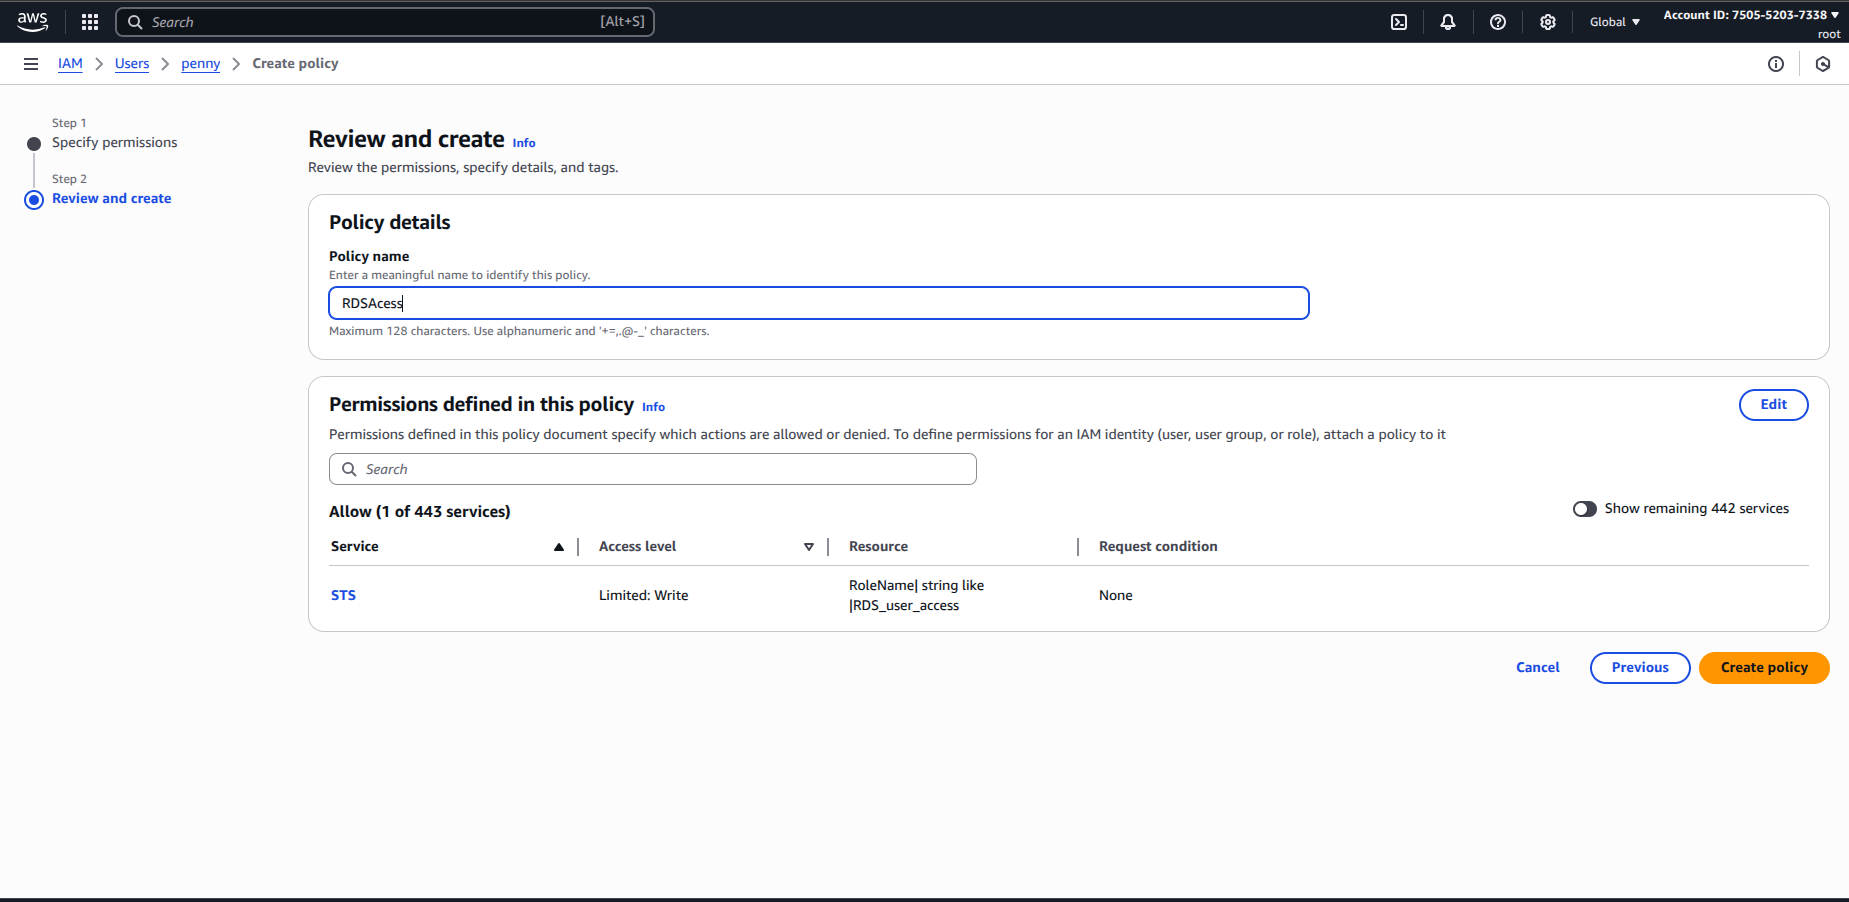 aws
Search [Alt+S]
Global
Account ID: 7505-5203-7338
root
IAM Users penny Create policy
Step 1
Specify permissions
Step 2
Review and create
Review and create Info
Review the permissions, specify details, and tags.
Policy details
Policy name
Enter a meaningful name to identify this policy.
RDSAcess
Maximum 128 characters. Use alphanumeric and '+=,.@-_' characters.
Permissions defined in this policy Info
Edit
Permissions defined in this policy document specify which actions are allowed or denied. To define permissions for an IAM identity (user, user group, or role), attach a policy to it
Search
Allow (1 of 443 services)
Show remaining 442 services
Service Access level Resource Request condition
STS Limited: Write RoleName| string like None
|RDS_user_access
Cancel Previous Create policy